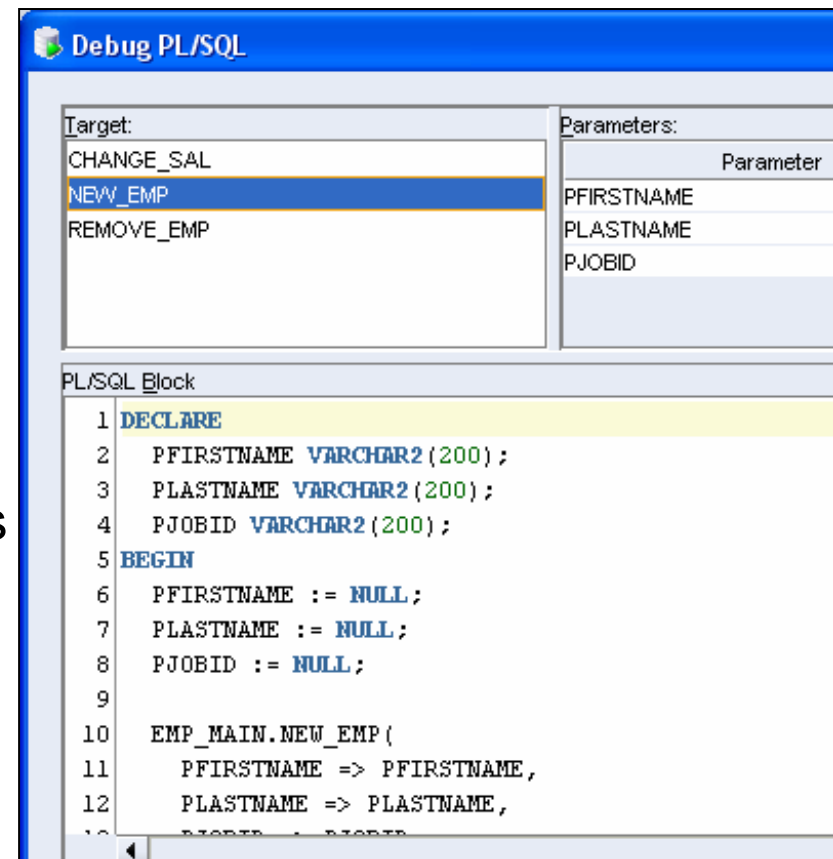 Debug PL/SQL
Target:
CHANGE_SAL
NEW_EMP
REMOVE_EMP
Parameters:
Parameter
PFIRSTNAME
PLASTNAME
PJOBID
PL/SQL Block
1 DECLARE
2 PFIRSTNAME VARCHAR2(200);
3 PLASTNAME VARCHAR2(200);
s
4 PJOBID VARCHAR2(200);
5 BEGIN
6 PFIRSTNAME := NULL;
7 PLASTNAME := NULL;
8 PJOBID := NULL;
9
10 EMP_MAIN.NEW_EMP(
11 PFIRSTNAME => PFIRSTNAME,
12 PLASTNAME => PLASTNAME,